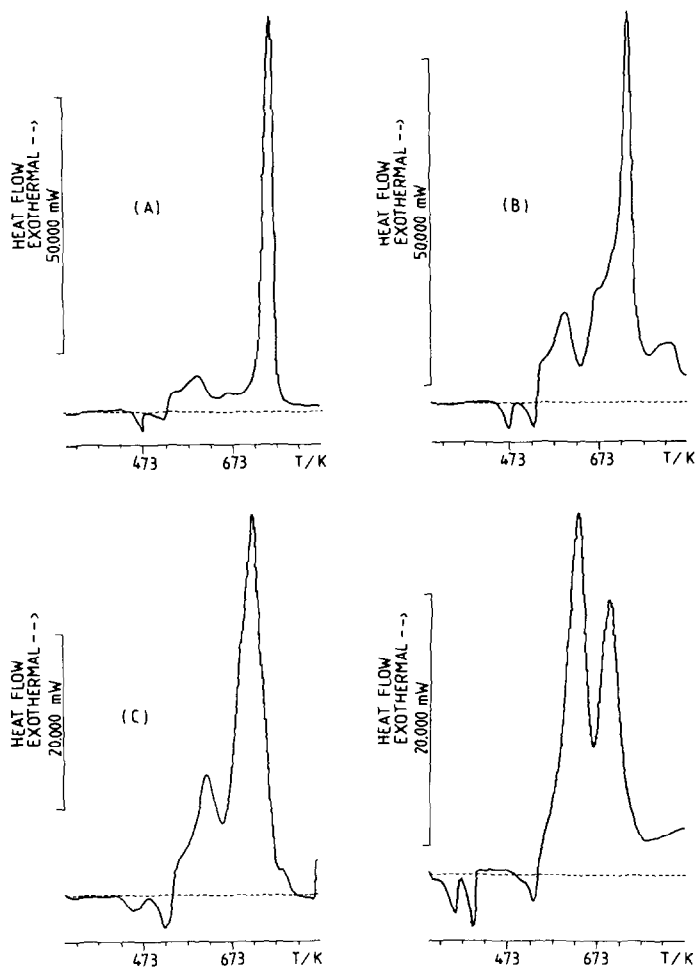 HEAT FLOW
EXOTHERMAL -->
50.000 mW
(A)
473 673 T/K
HEAT FLOW
EXOTHERMAL -->
50.000 mW
(B)
473 673 T/K
HEAT FLOW
EXOTHERMAL -->
20.000 mW
(C)
473 673 T/K
HEAT FLOW
EXOTHERMAL -->
20.000 mW
473 673 T/K